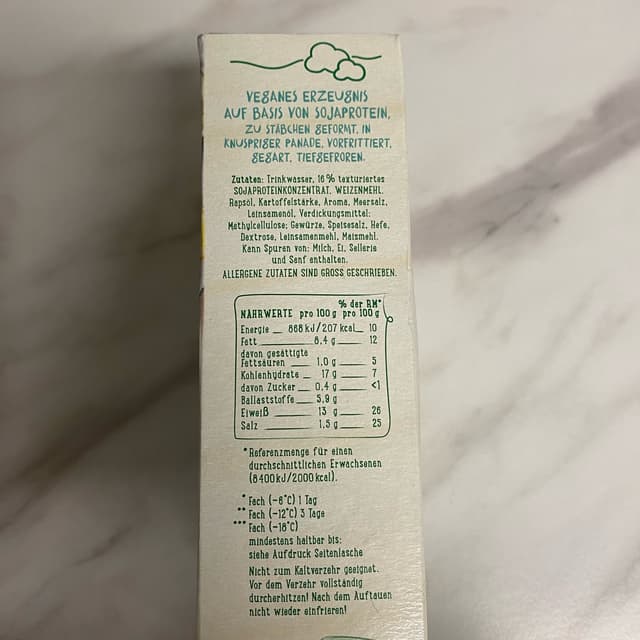 VEGANES ERZEUGNIS
AUF BASIS VON SOJAPROTEIN,
ZU STÄBCHEN GEFORMT, IN
KNUSPRIGER PANADE, VORFRITTIERT,
GEGART, TIEFGEFROREN.
Zutaten: Trinkwasser, 16 % texturiertes
SOJAPROTEINKONZENTRAT, WEIZENMEHL,
Rapsöl, Kartoffelstärke, Aroma, Meersalz,
Leinsamenöl, Verdickungsmittel:
Methylcellulose; Gewürze, Speisesalz, Hefe,
Dextrose, Leinsamenmehl, Maismehl.
Kann Spuren von: Milch, Ei, Sellerie
und Senf enthalten.
ALLERGENE ZUTATEN SIND GROSS GESCHRIEBEN.
% der RM*
NÄHRWERTE pro 100 g pro 100 g
Energie 868 kJ/207 kcal 10
Fett 8,4 g 12
davon gesättigte
Fettsäuren 1,0 g 5
Kohlenhydrate 17 g 7
davon Zucker 0,4 g <1
Ballaststoffe 5,9 g
Eiweiß 13 g 26
Salz 1,5 g 25
*Referenzmenge für einen
durchschnittlichen Erwachsenen
(8400 kJ/2000 kcal).
* Fach (-6°C) 1 Tag
** Fach (-12°C) 3 Tage
*** Fach (-18°C)
mindestens haltbar bis:
siehe Aufdruck Seitenlasche
Nicht zum Kaltverzehr geeignet.
Vor dem Verzehr vollständig
durcherhitzen! Nach dem Auftauen
nicht wieder einfrieren!